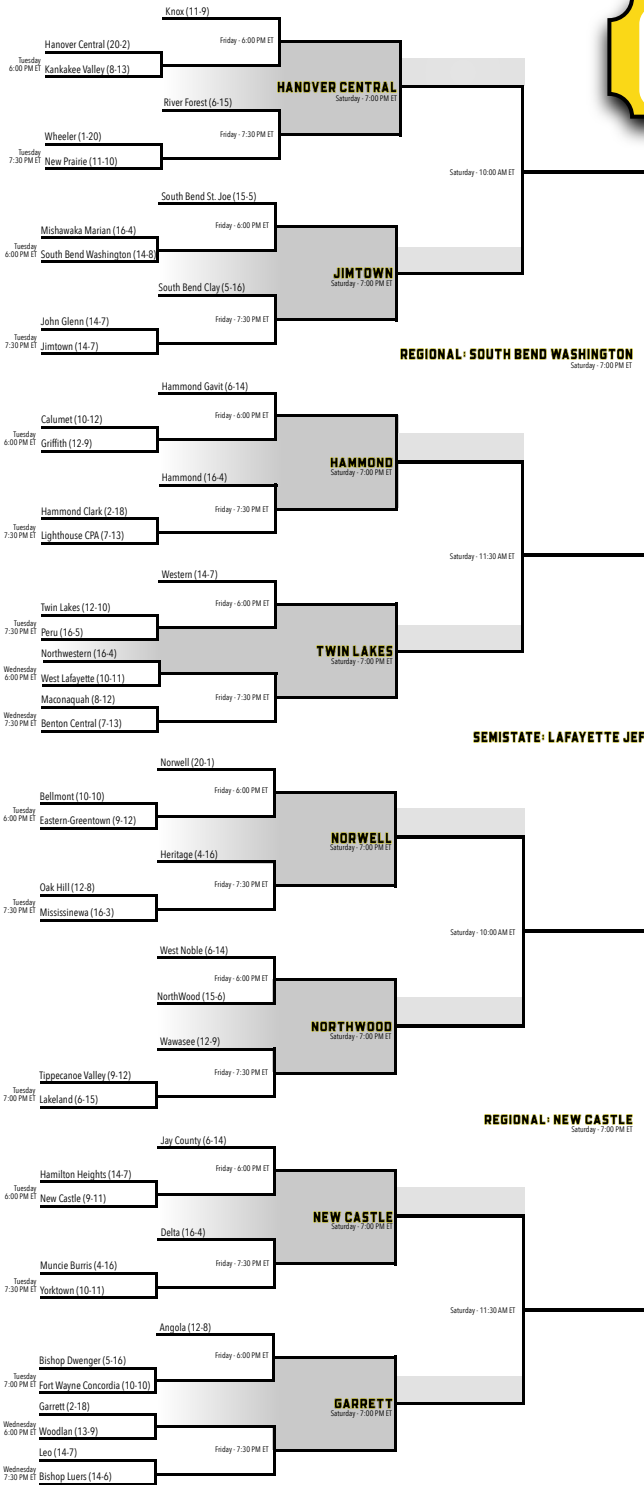 Knox (11-9)
Friday - 6:00 PM ET
Hanover Central (20-2)
Tuesday
6:00 PM ET
Kankakee Valley (8-13)
HANOVER CENTRAL
Saturday - 7:00 PM ET
River Forest (6-15)
Friday - 7:30 PM ET
Wheeler (1-20)
Tuesday
7:30 PM ET
New Prairie (11-10)
Saturday - 10:00 AM ET
South Bend St. Joe (15-5)
Friday - 6:00 PM ET
Mishawaka Marian (16-4)
Tuesday
6:00 PM ET
South Bend Washington (14-8)
JIMTOWN
Saturday - 7:00 PM ET
South Bend Clay (5-16)
Friday - 7:30 PM ET
John Glenn (14-7)
Tuesday
7:30 PM ET
Jimtown (14-7)
REGIONAL: SOUTH BEND WASHINGTON
Saturday - 7:00 PM ET
Hammond Gavit (6-14)
Friday - 6:00 PM ET
Calumet (10-12)
Tuesday
6:00 PM ET
Griffith (12-9)
HAMMOND
Saturday - 7:00 PM ET
Hammond (16-4)
Friday - 7:30 PM ET
Hammond Clark (2-18)
Tuesday
7:30 PM ET
Lighthouse CPA (7-13)
Saturday - 11:30 AM ET
Western (14-7)
Friday - 6:00 PM ET
Twin Lakes (12-10)
Tuesday
7:30 PM ET
Peru (16-5)
Northwestern (16-4)
TWIN LAKES
Saturday - 7:00 PM ET
Wednesday
6:00 PM ET
West Lafayette (10-11)
Maconaquah (8-12)
Friday - 7:30 PM ET
Wednesday
7:30 PM ET
Benton Central (7-13)
SEMISTATE: LAFAYETTE JEF
Norwell (20-1)
Friday - 6:00 PM ET
Bellmont (10-10)
Tuesday
6:00 PM ET
Eastern-Greentown (9-12)
NORWELL
Saturday - 7:00 PM ET
Heritage (4-16)
Friday - 7:30 PM ET
Oak Hill (12-8)
Tuesday
7:30 PM ET
Mississinewa (16-3)
Saturday - 10:00 AM ET
West Noble (6-14)
Friday - 6:00 PM ET
NorthWood (15-6)
NORTHWOOD
Saturday - 7:00 PM ET
Wawasee (12-9)
Friday - 7:30 PM ET
Tippecanoe Valley (9-12)
Tuesday
7:00 PM ET
Lakeland (6-15)
REGIONAL: NEW CASTLE
Saturday - 7:00 PM ET
Jay County (6-14)
Friday - 6:00 PM ET
Hamilton Heights (14-7)
Tuesday
6:00 PM ET
New Castle (9-11)
NEW CASTLE
Saturday - 7:00 PM ET
Delta (16-4)
Friday - 7:30 PM ET
Muncie Burris (4-16)
Tuesday
7:30 PM ET
Yorktown (10-11)
Saturday - 11:30 AM ET
Angola (12-8)
Friday - 6:00 PM ET
Bishop Dwenger (5-16)
Tuesday
7:00 PM ET
Fort Wayne Concordia (10-10)
Garrett (2-18)
GARRETT
Saturday - 7:00 PM ET
Wednesday
6:00 PM ET
Woodlan (13-9)
Leo (14-7)
Friday - 7:30 PM ET
Wednesday
7:30 PM ET
Bishop Luers (14-6)